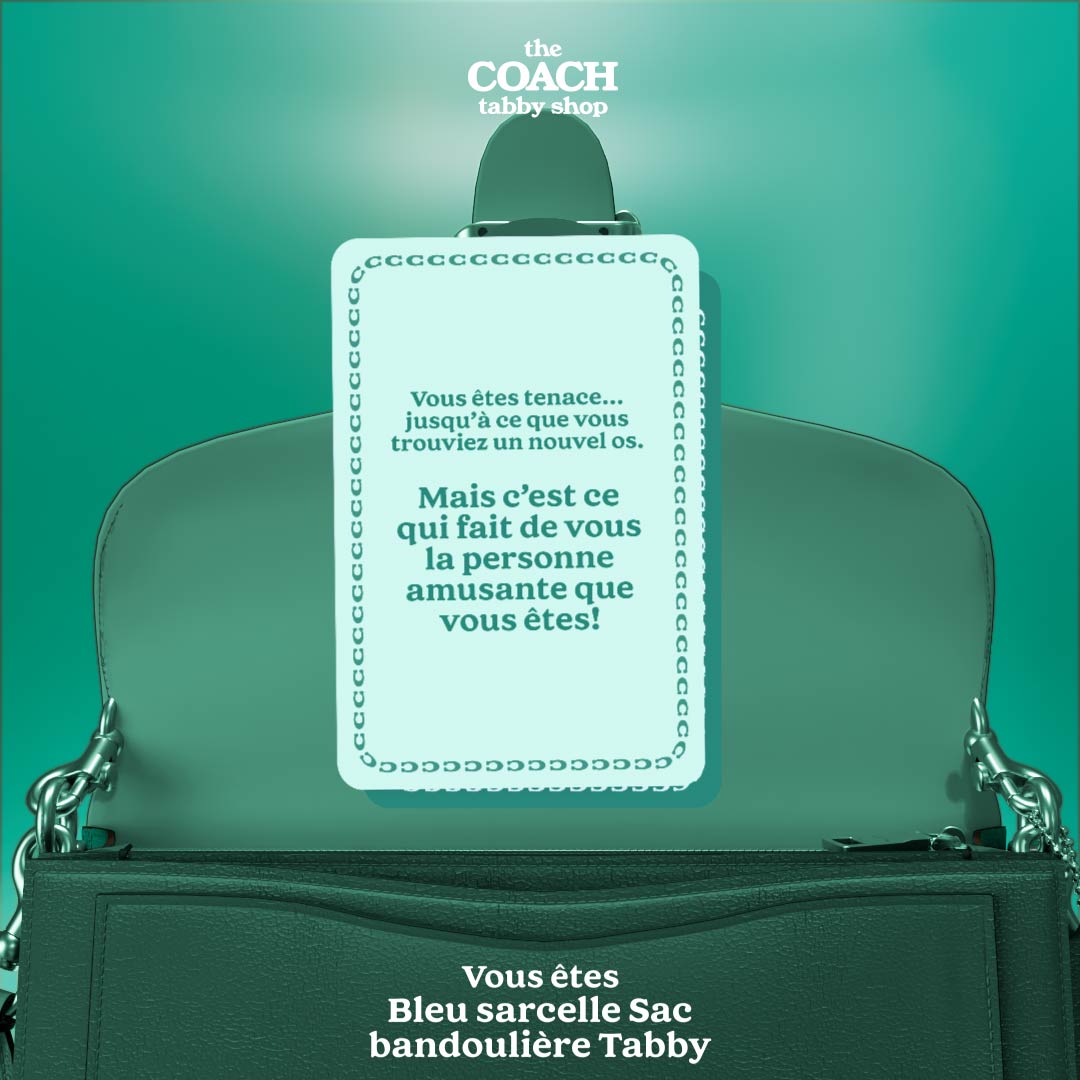 the
COACH
tabby shop
Vous êtes tenace...
jusqu'à ce que vous
trouviez un nouvel os.
Mais c'est ce
qui fait de vous
la personne
amusante que
vous êtes!
Vous êtes
Bleu sarcelle Sac
bandoulière Tabby